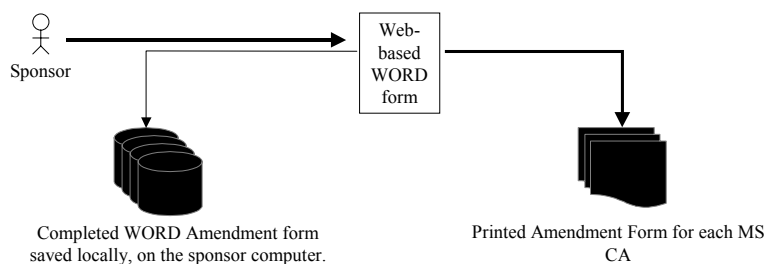 Sponsor
Web-
based
WORD
form
Completed WORD Amendment form
saved locally, on the sponsor computer.
Printed Amendment Form for each MS
CA